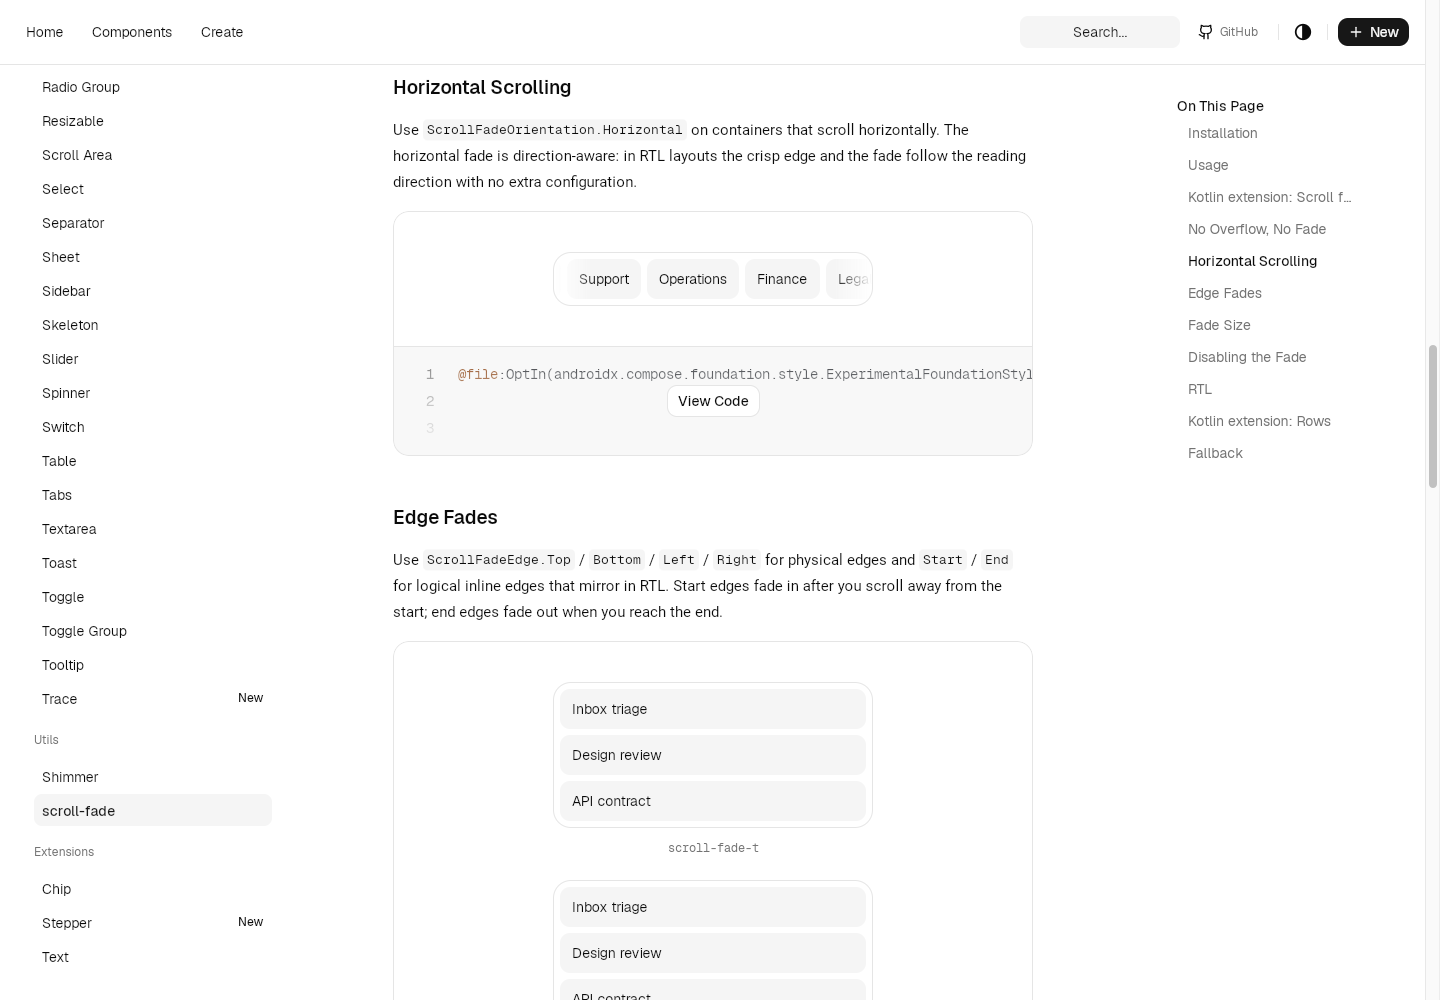 Home
Components
Create
Search...
GitHub
New
Radio Group
Resizable
Scroll Area
Select
Separator
Sheet
Sidebar
Skeleton
Slider
Spinner
Switch
Table
Tabs
Textarea
Toast
Toggle
Toggle Group
Tooltip
Trace New
Utils
Shimmer
scroll-fade
Extensions
Chip
Stepper New
Text
Horizontal Scrolling
Use ScrollFadeOrientation.Horizontal on containers that scroll horizontally. The
horizontal fade is direction-aware: in RTL layouts the crisp edge and the fade follow the reading
direction with no extra configuration.
Support
Operations
Finance
Lega
1 @file:OptIn(androidx.compose.foundation.style.ExperimentalFoundationStyl
2
3
View Code
Edge Fades
Use ScrollFadeEdge.Top / Bottom / Left / Right for physical edges and Start / End
for logical inline edges that mirror in RTL. Start edges fade in after you scroll away from the
start; end edges fade out when you reach the end.
Inbox triage
Design review
API contract
scroll-fade-t
Inbox triage
Design review
API contract
On This Page
Installation
Usage
Kotlin extension: Scroll f…
No Overflow, No Fade
Horizontal Scrolling
Edge Fades
Fade Size
Disabling the Fade
RTL
Kotlin extension: Rows
Fallback